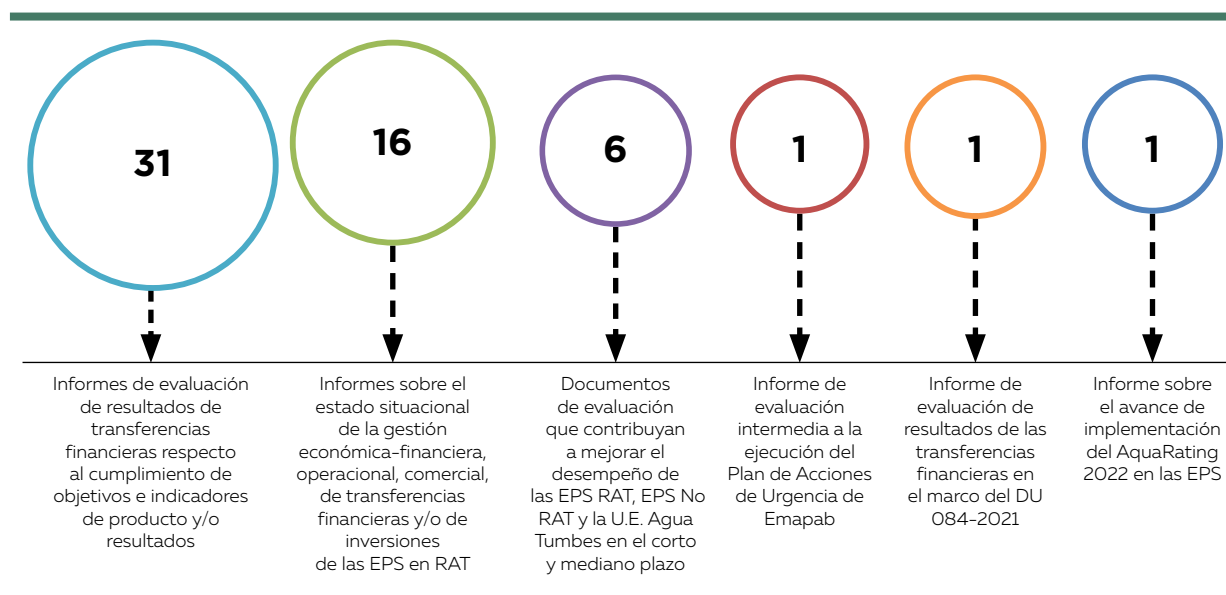 31
16
6
1
1
1
Informes de evaluación
de resultados de
transferencias
financieras respecto
al cumplimiento de
objetivos e indicadores
de producto y/o
resultados
Informes sobre el
estado situacional
de la gestión
económica-financiera,
operacional, comercial,
de transferencias
financieras y/o de
inversiones
de las EPS en RAT
Documentos
de evaluación
que contribuyan
a mejorar el
desempeño de
las EPS RAT, EPS No
RAT y la U.E. Agua
Tumbes en el corto
y mediano plazo
Informe de
evaluación
intermedia a la
ejecución del
Plan de Acciones
de Urgencia de
Emapab
Informe de
evaluación de
resultados de las
transferencias
financieras en
el marco del DU
084-2021
Informe sobre
el avance de
implementación
del AquaRating
2022 en las EPS